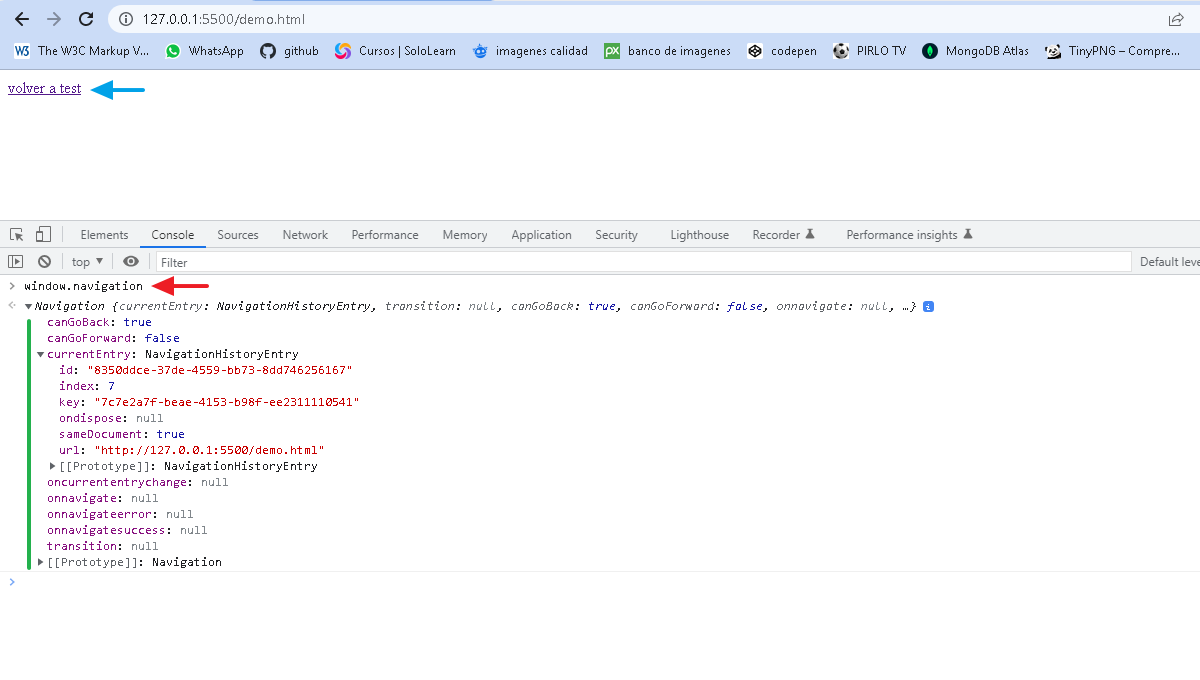 127.0.0.1:5500/demo.html
The W3C Markup V... WhatsApp github Cursos | SoloLearn imagenes calidad banco de imagenes codepen PIRLO TV MongoDB Atlas TinyPNG – Compre...
volver a test
Elements Console Sources Network Performance Memory Application Security Lighthouse Recorder Performance insights
top ▼ Filter Default leve
> window.navigation
▼Navigation {currentEntry: NavigationHistoryEntry, transition: null, canGoBack: true, canGoForward: false, onnavigate: null, …}
canGoBack: true
canGoForward: false
▼currentEntry: NavigationHistoryEntry
id: "8350ddce-37de-4559-bb73-8dd746256167"
index: 7
key: "7c7e2a7f-beae-4153-b98f-ee2311110541"
ondispose: null
sameDocument: true
url: "http://127.0.0.1:5500/demo.html"
▶[[Prototype]]: NavigationHistoryEntry
oncurrententrychange: null
onnavigate: null
onnavigateerror: null
onnavigatesuccess: null
transition: null
▶[[Prototype]]: Navigation
>